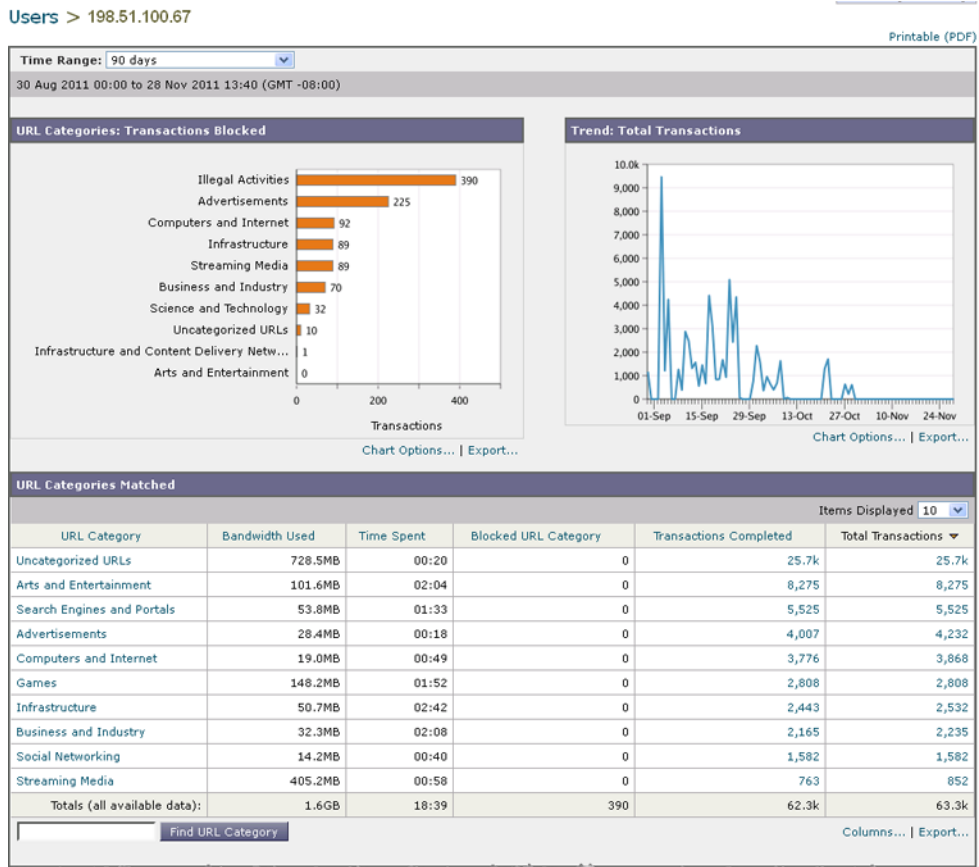 Users > 198.51.100.67
Printable (PDF)
Time Range: 90 days
30 Aug 2011 00:00 to 28 Nov 2011 13:40 (GMT -08:00)
URL Categories: Transactions Blocked
Illegal Activities 390
Advertisements 225
Computers and Internet 92
Infrastructure 89
Streaming Media 89
Business and Industry 70
Science and Technology 32
Uncategorized URLs 10
Infrastructure and Content Delivery Netw... 1
Arts and Entertainment 0
0 200 400
Transactions
Chart Options... | Export...
Trend: Total Transactions
10.0k
9,000
8,000
7,000
6,000
5,000
4,000
3,000
2,000
1,000
0
01-Sep 15-Sep 29-Sep 13-Oct 27-Oct 10-Nov 24-Nov
Chart Options... | Export...
URL Categories Matched
Items Displayed 10
URL Category Bandwidth Used Time Spent Blocked URL Category Transactions Completed Total Transactions
Uncategorized URLs 728.5MB 00:20 0 25.7k 25.7k
Arts and Entertainment 101.6MB 02:04 0 8,275 8,275
Search Engines and Portals 53.8MB 01:33 0 5,525 5,525
Advertisements 28.4MB 00:18 0 4,007 4,232
Computers and Internet 19.0MB 00:49 0 3,776 3,868
Games 148.2MB 01:52 0 2,808 2,808
Infrastructure 50.7MB 02:42 0 2,443 2,532
Business and Industry 32.3MB 02:08 0 2,165 2,235
Social Networking 14.2MB 00:40 0 1,582 1,582
Streaming Media 405.2MB 00:58 0 763 852
Totals (all available data): 1.6GB 18:39 390 62.3k 63.3k
Find URL Category
Columns... | Export...